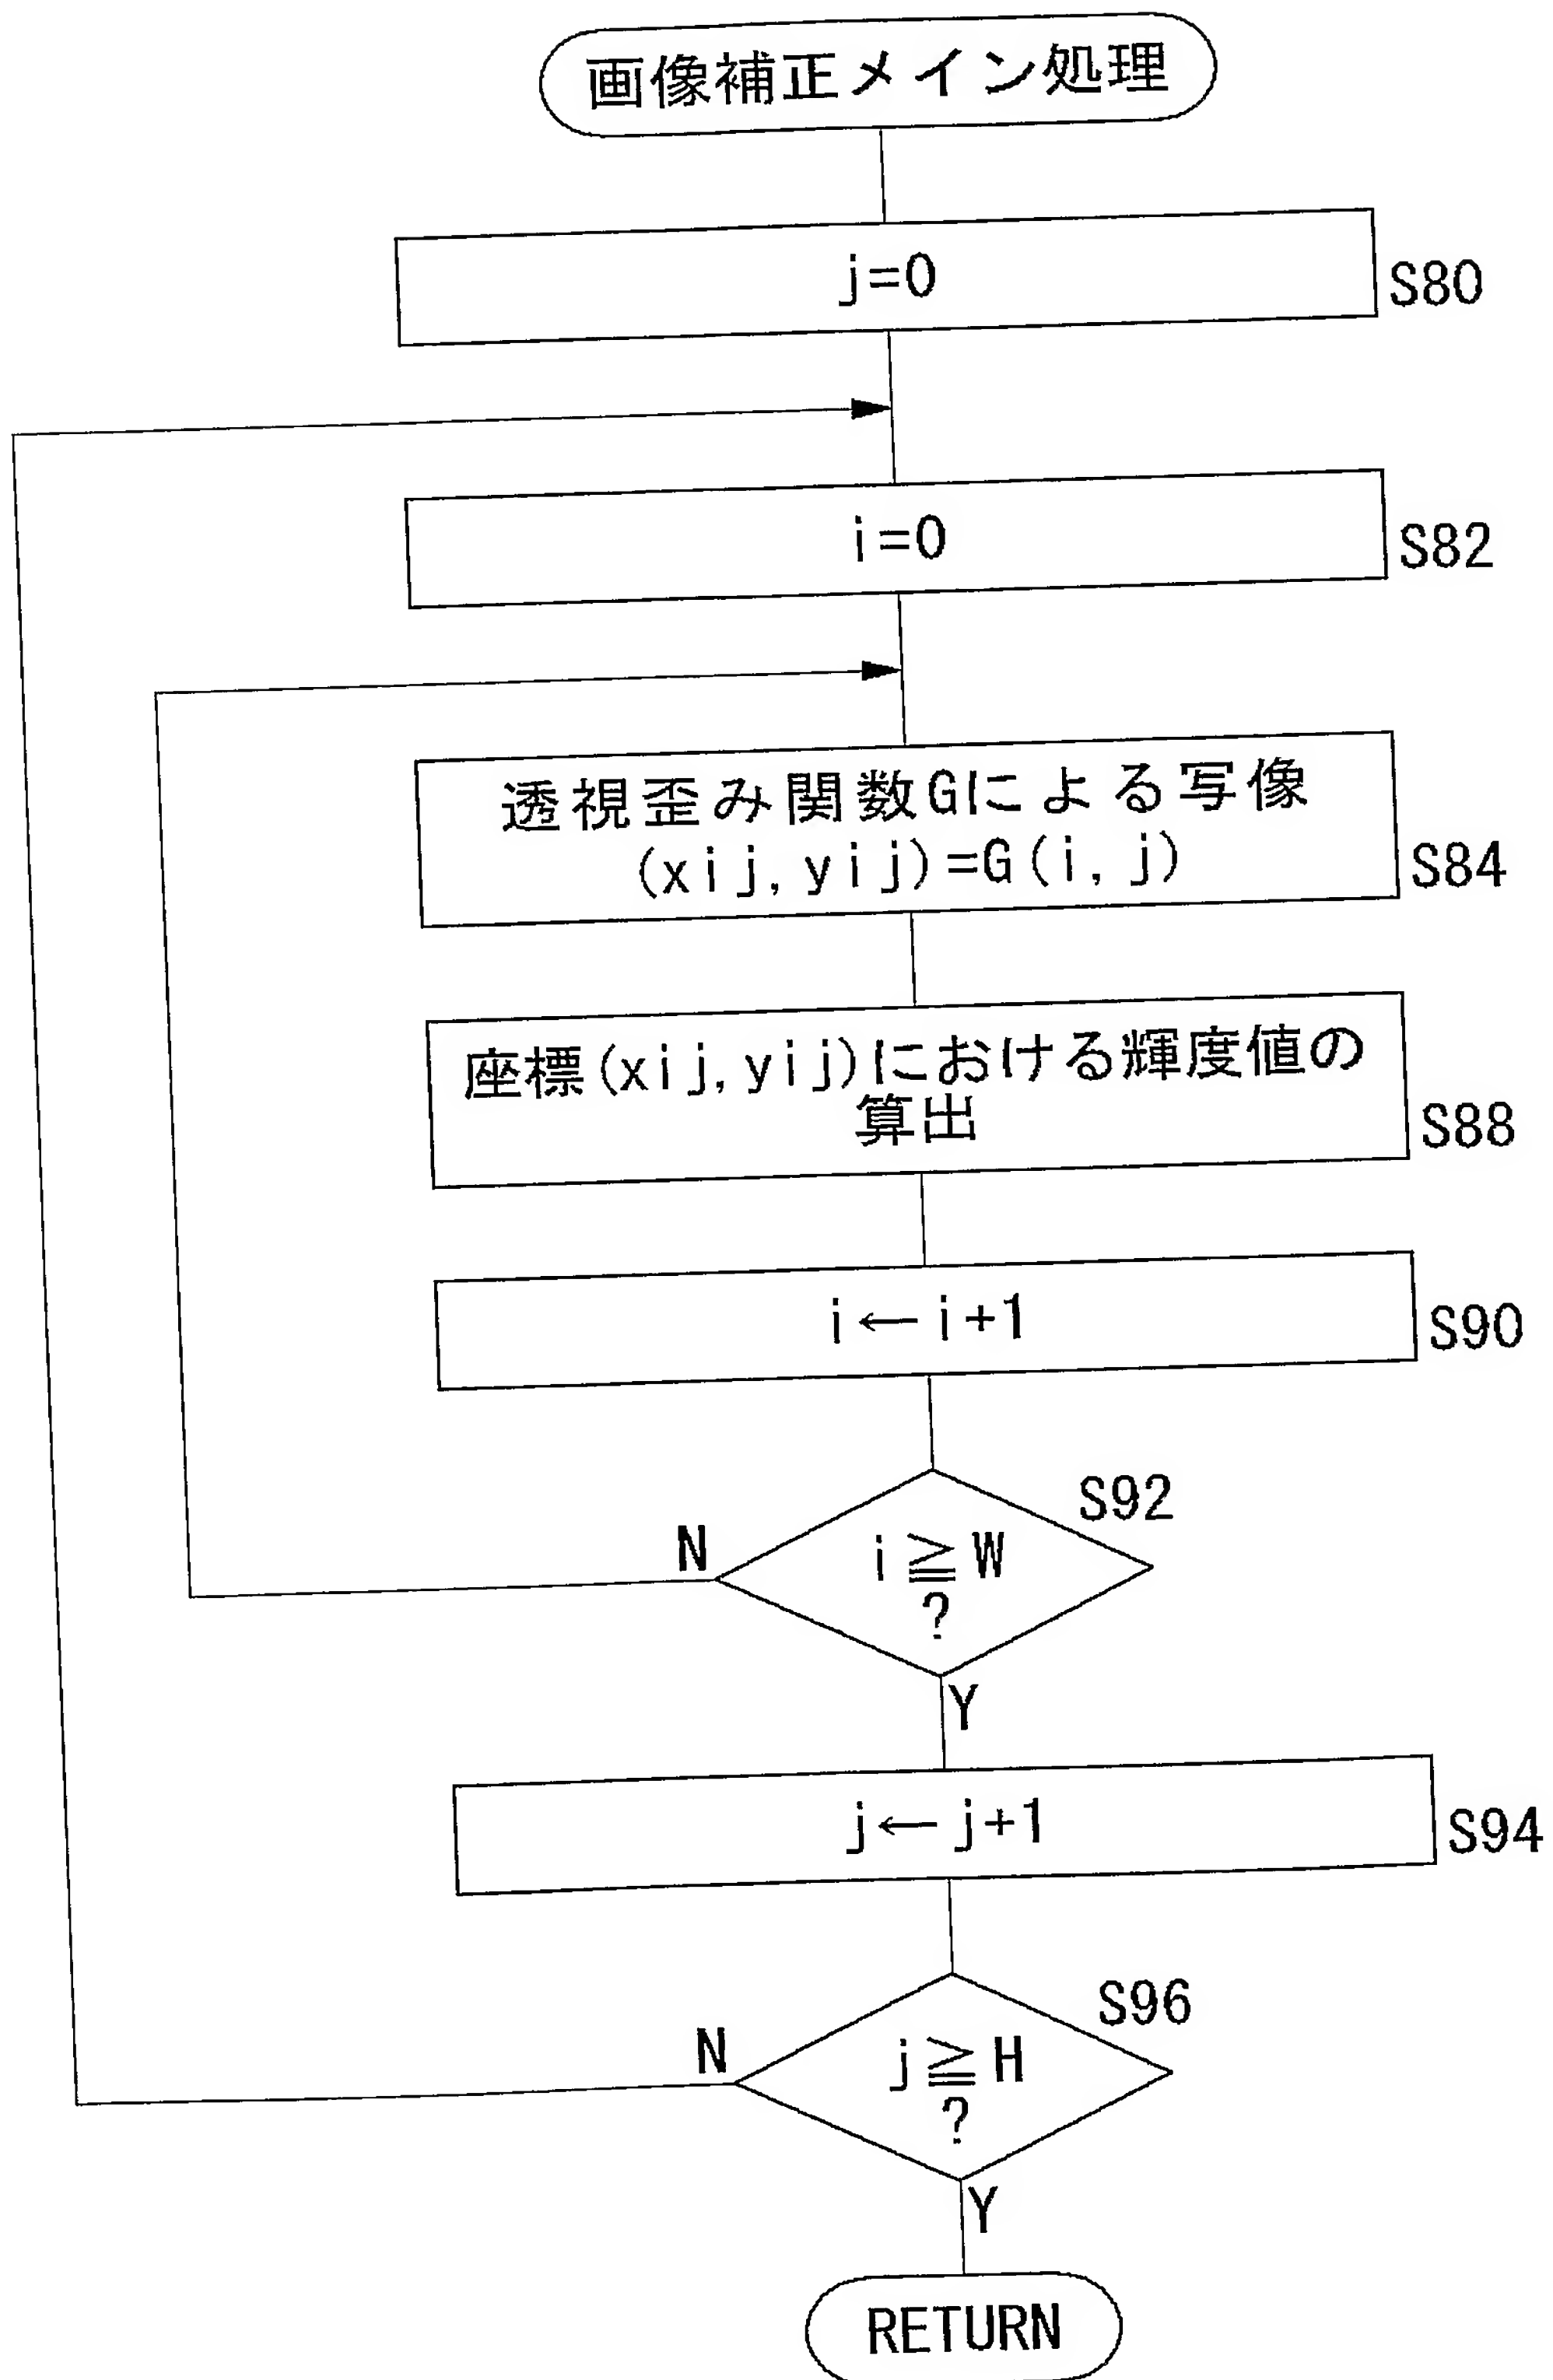 画像補正メイン処理
j=0
S80
i=0
S82
透視歪み関数Gによる写像
(xij,yij)=G(i,j)
S84
座標(xij,yij)における輝度値の
算出
S88
i←i+1
S90
S92
N
i≧W
?
Y
j←j+1
S94
S96
N
j≧H
?
Y
RETURN